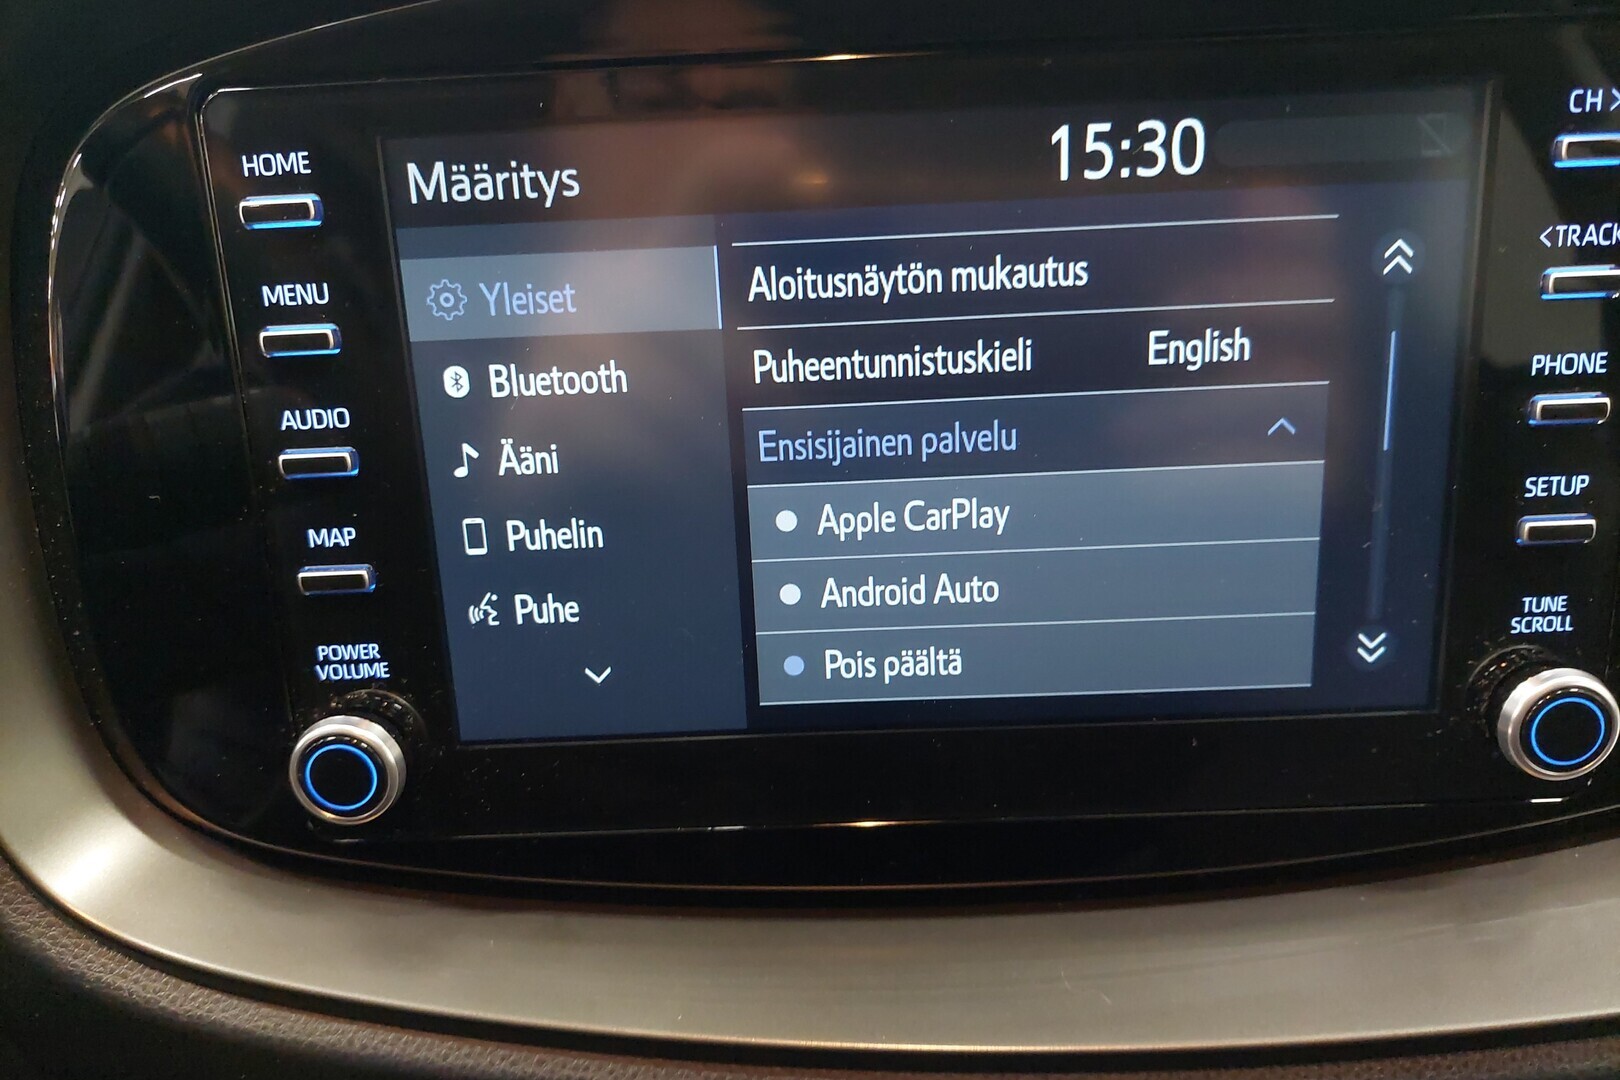 HOME
MENU
AUDIO
MAP
POWER
VOLUME
Määritys
15:30
Yleiset
Bluetooth
Ääni
Puhelin
Puhe
Aloitusnäytön mukautus
Puheentunnistuskieli English
Ensisijainen palvelu
Apple CarPlay
Android Auto
Pois päältä
CH >
<TRACK
PHONE
SETUP
TUNE
SCROLL